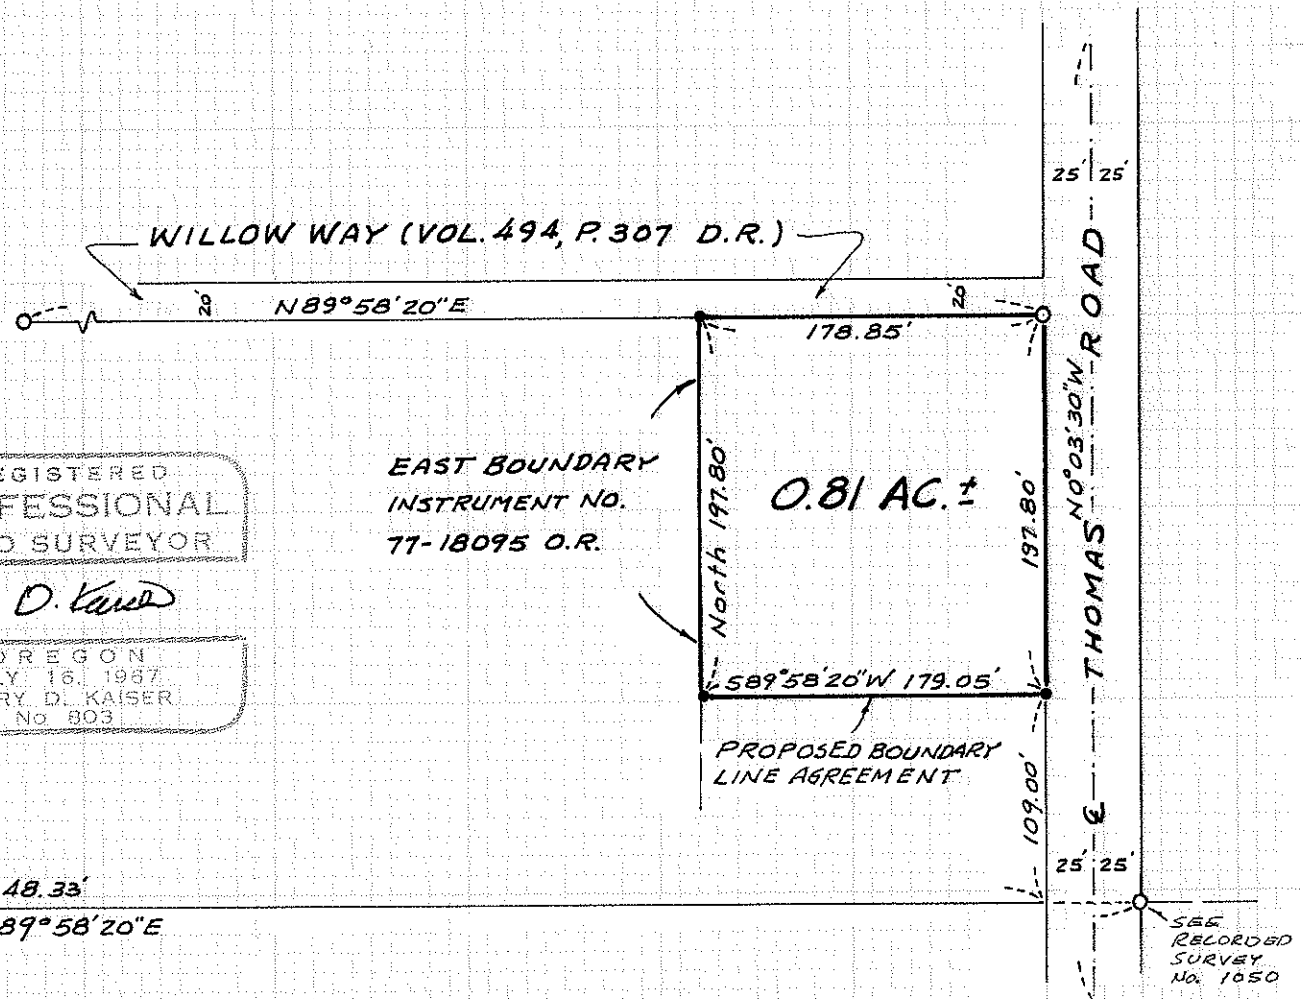 25' 25'
WILLOW WAY (VOL. 494, P. 307 D.R.)
20'
N89°58'20"E
20'
178.85'
THOMAS ROAD
N0°03'30"W
EAST BOUNDARY
INSTRUMENT NO.
77-18095 O.R.
North 197.80'
0.81 AC.±
197.80'
EGISTERED
FESSIONAL
D SURVEYOR
OREGON
Y 16, 1967
RY D. KAISER
No 803
S89°58'20"W 179.05'
PROPOSED BOUNDARY
LINE AGREEMENT
109.00'
25' 25'
48.33'
89°58'20"E
SEE
RECORDED
SURVEY
No. 1050